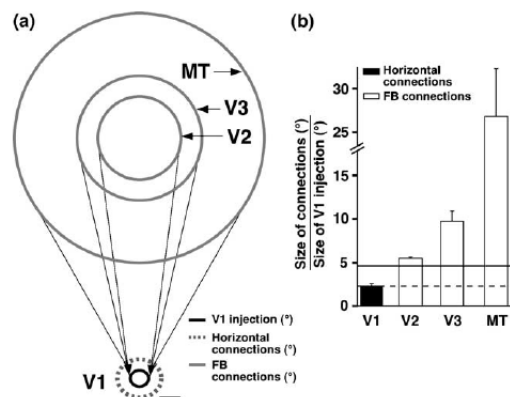 (a)
MT
V3
V2
V1 injection (°)
Horizontal
connections (°)
FB
connections (°)
V1
(b)
Horizontal
connections
FB connections
Size of connections (°)
Size of V1 injection (°)
30
25
10
5
0
V1 V2 V3 MT